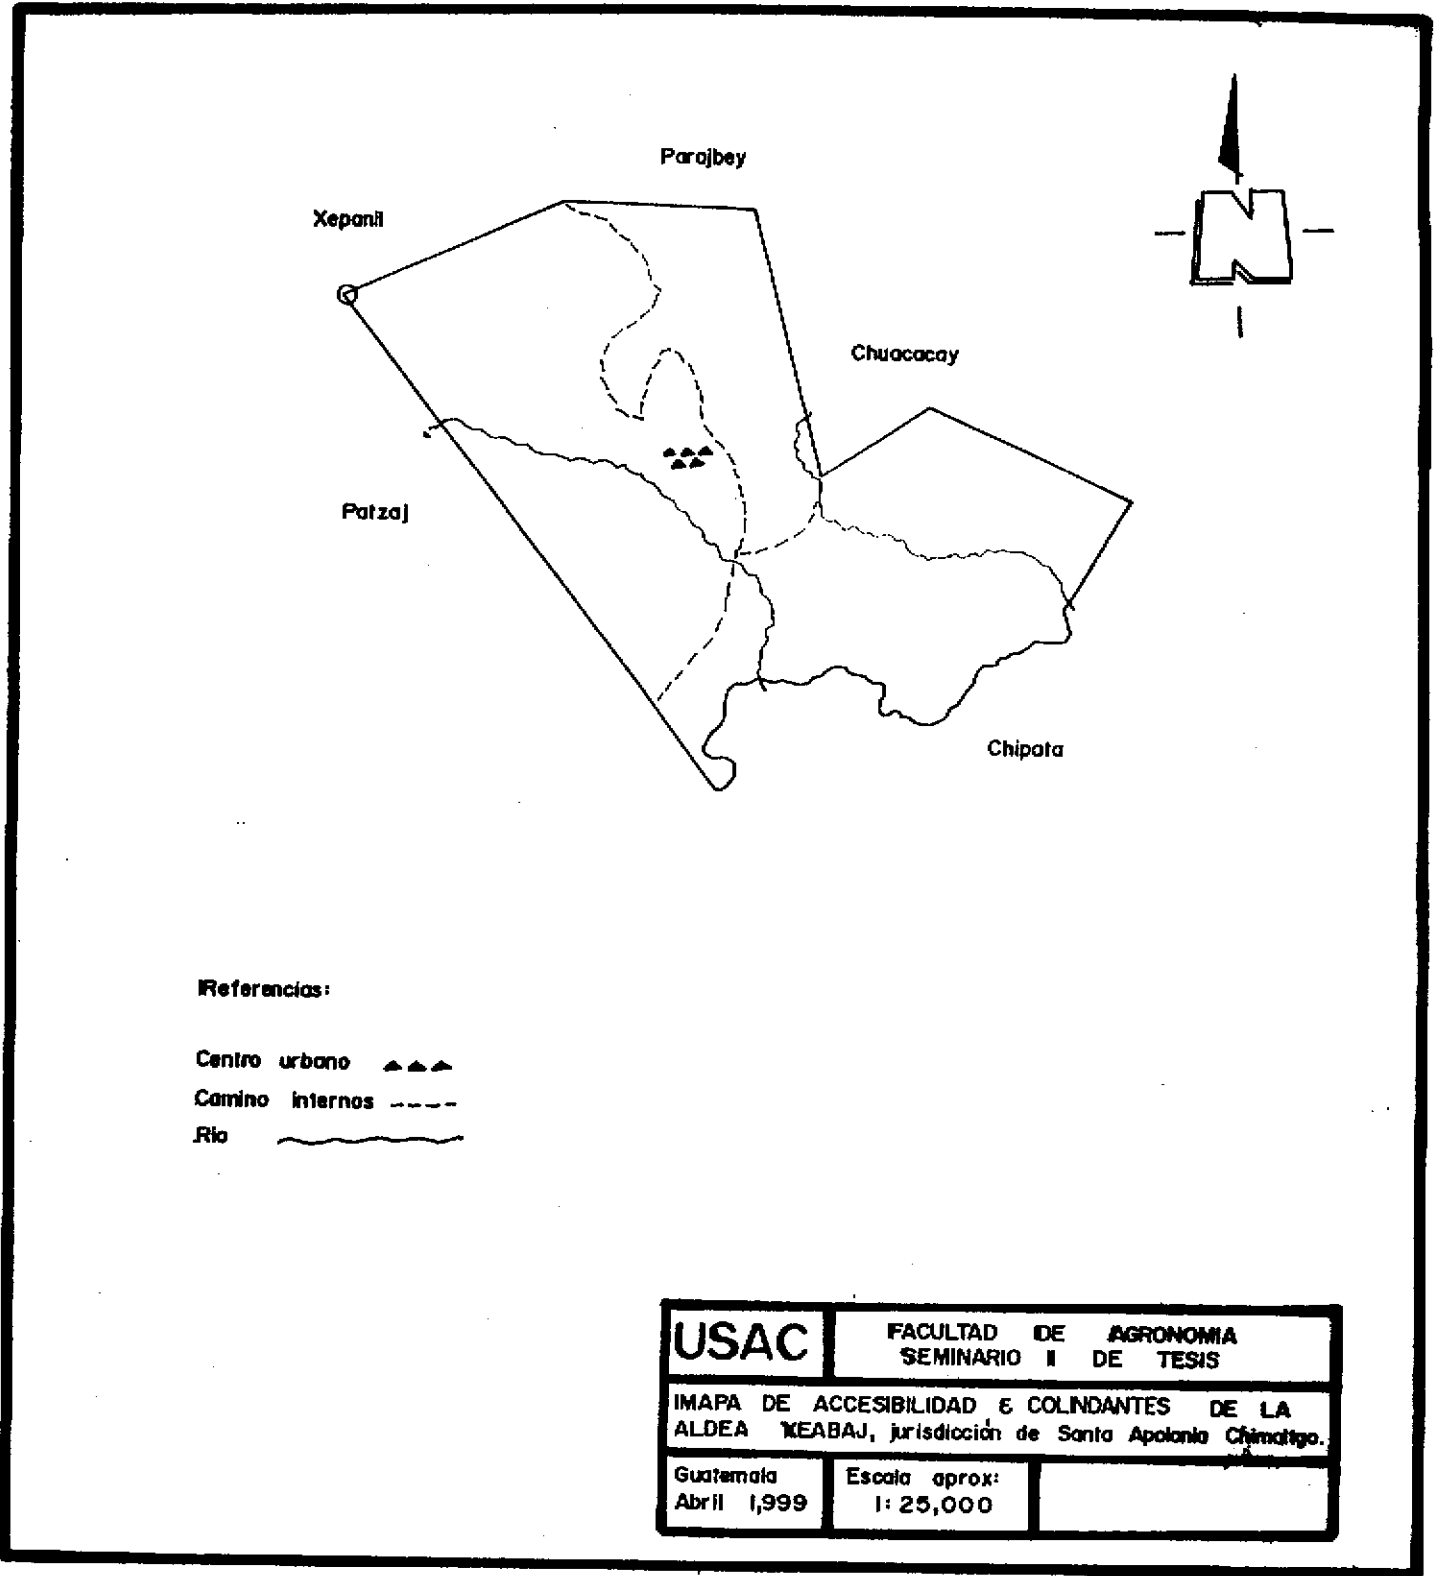 Parajbey
Xepanil
N
Chuacacay
Patzaj
Chipata
Referencias:
Centro urbano
Camino internos
Rio
USAC
FACULTAD DE AGRONOMIA
SEMINARIO II DE TESIS
MAPA DE ACCESIBILIDAD & COLINDANTES DE LA
ALDEA XEABAJ, jurisdicción de Santa Apolonia Chimaltgo.
Guatemala
Abril 1,999
Escala aprox:
1: 25,000